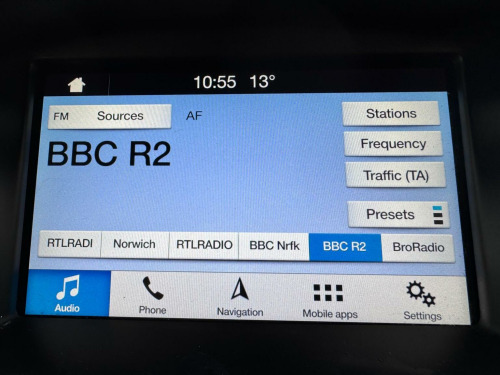 10:55 13°
FM Sources AF Stations
BBC R2
Frequency
Traffic (TA)
Presets
RTLRADI Norwich RTLRADIO BBC Nrfk BBC R2 BroRadio
Audio Phone Navigation Mobile apps Settings